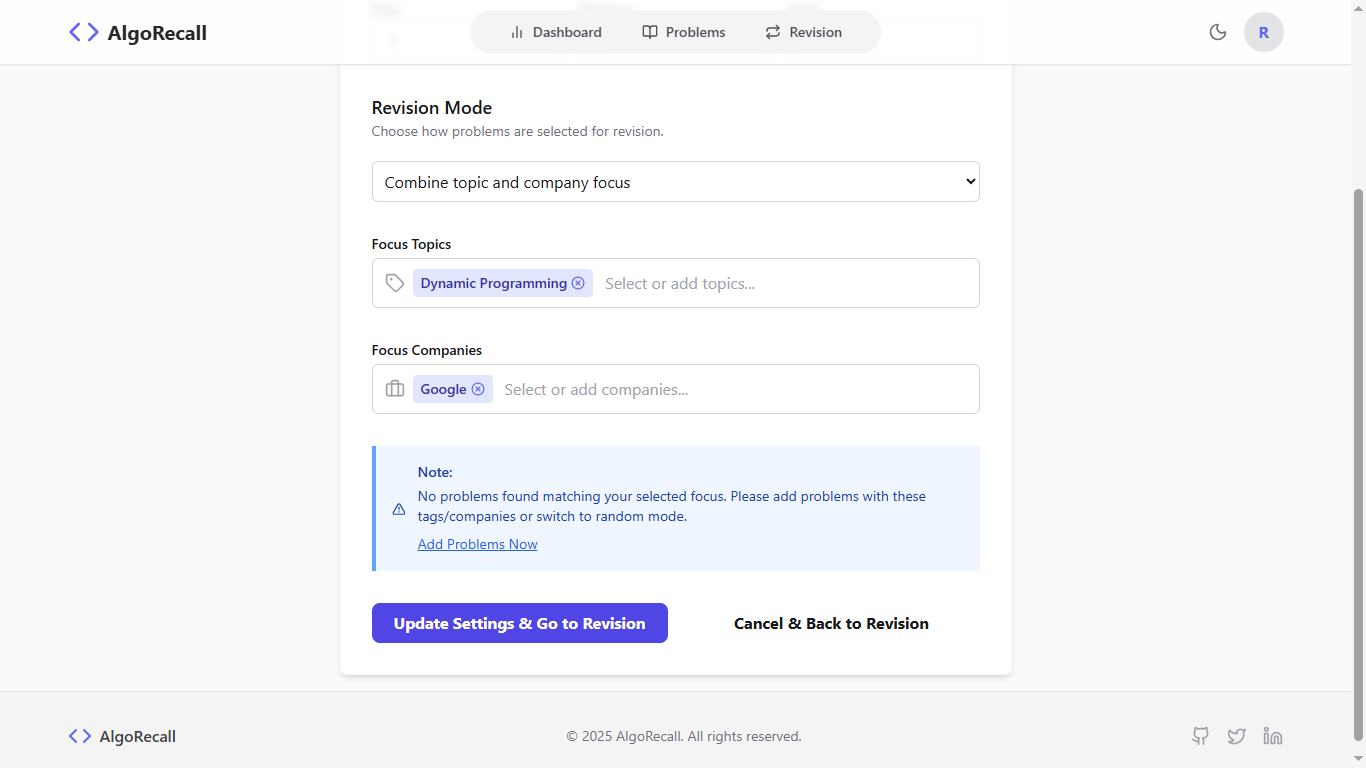 AlgoRecall
Dashboard
Problems
Revision
R
Revision Mode
Choose how problems are selected for revision.
Combine topic and company focus
Focus Topics
Dynamic Programming
Select or add topics...
Focus Companies
Google
Select or add companies...
Note:
No problems found matching your selected focus. Please add problems with these
tags/companies or switch to random mode.
Add Problems Now
Update Settings & Go to Revision
Cancel & Back to Revision
AlgoRecall
© 2025 AlgoRecall. All rights reserved.